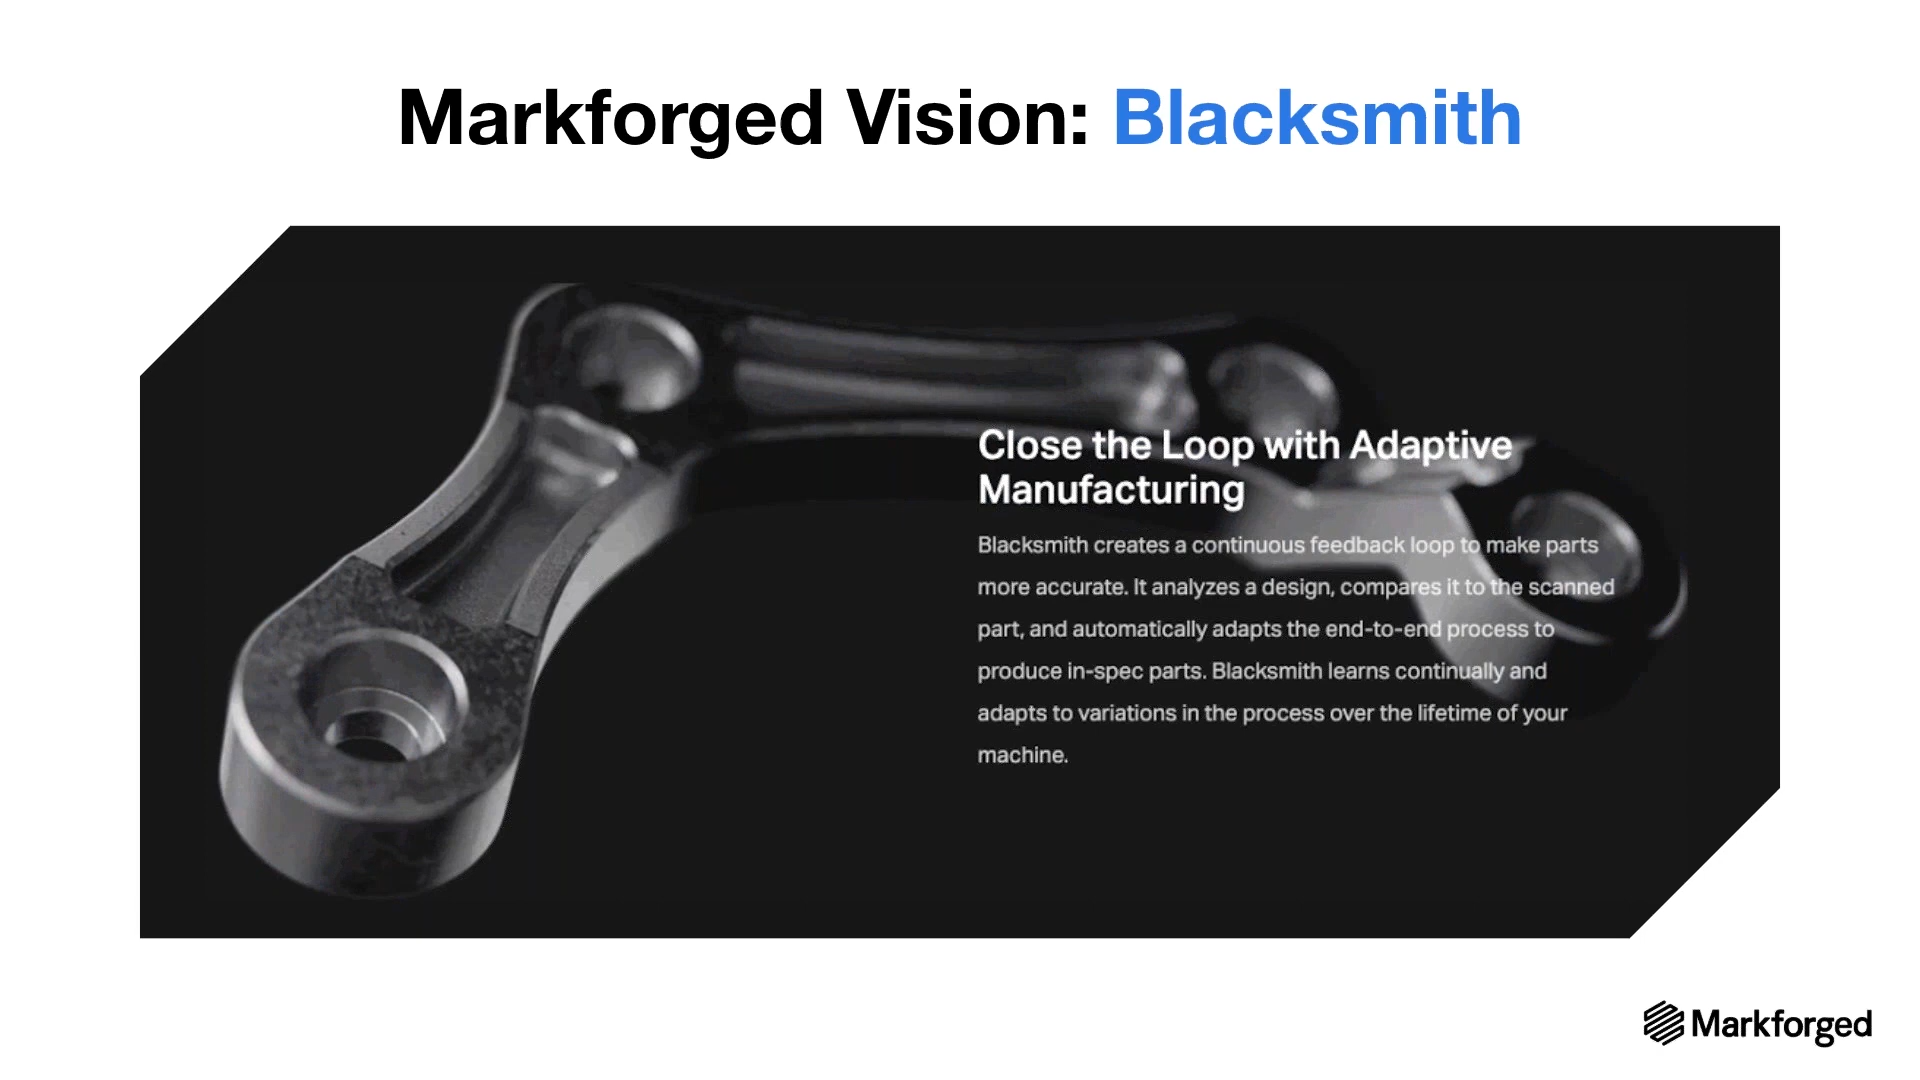 Markforged Vision: Blacksmith
Close the Loop with Adaptive
Manufacturing
Blacksmith creates a continuous feedback loop to make parts
more accurate. It analyzes a design, compares it to the scanned
part, and automatically adapts the end-to-end process to
produce in-spec parts. Blacksmith learns continually and
adapts to variations in the process over the lifetime of your
machine.
Markforged